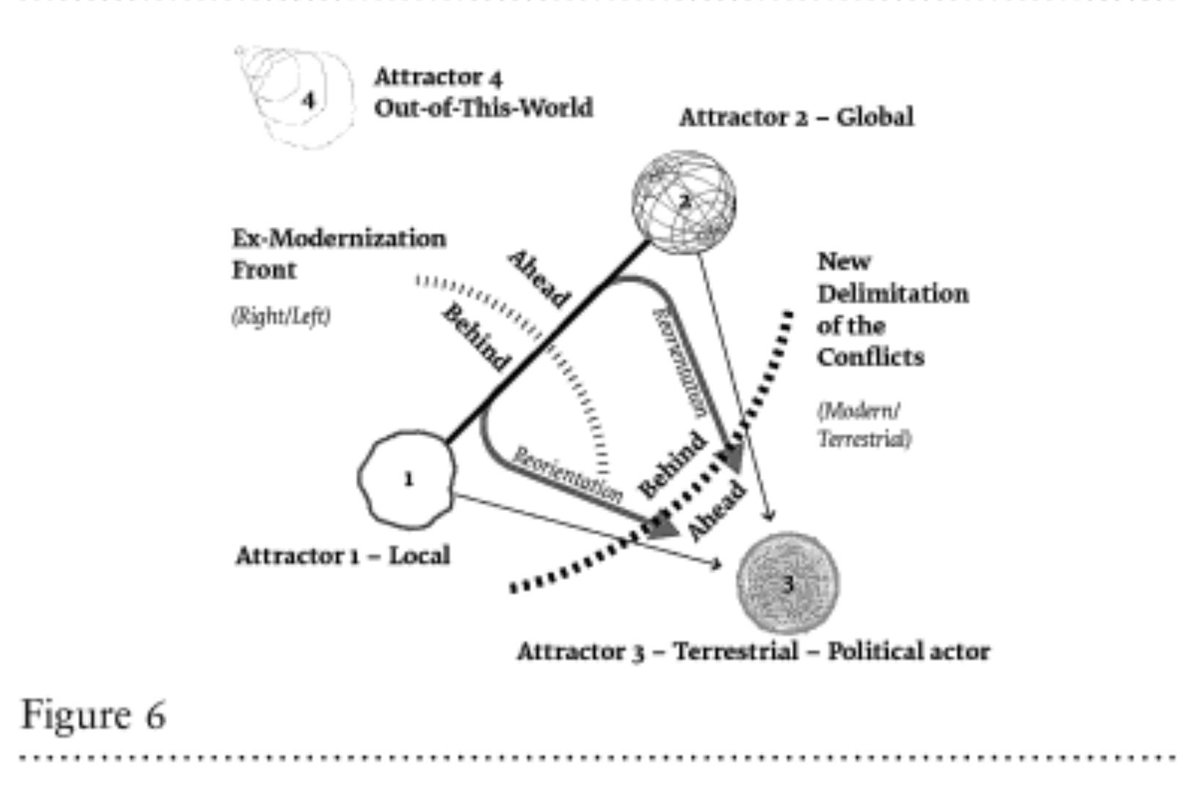 4
Attractor 4
Out-of-This-World
Attractor 2 – Global
2
Ex-Modernization
Front
(Right/Left)
Ahead
Behind
New
Delimitation
of the
Conflicts
(Modern/
Terrestrial)
Reorientation
Reorientation
Behind
Ahead
1
Attractor 1 – Local
3
Attractor 3 – Terrestrial – Political actor
Figure 6